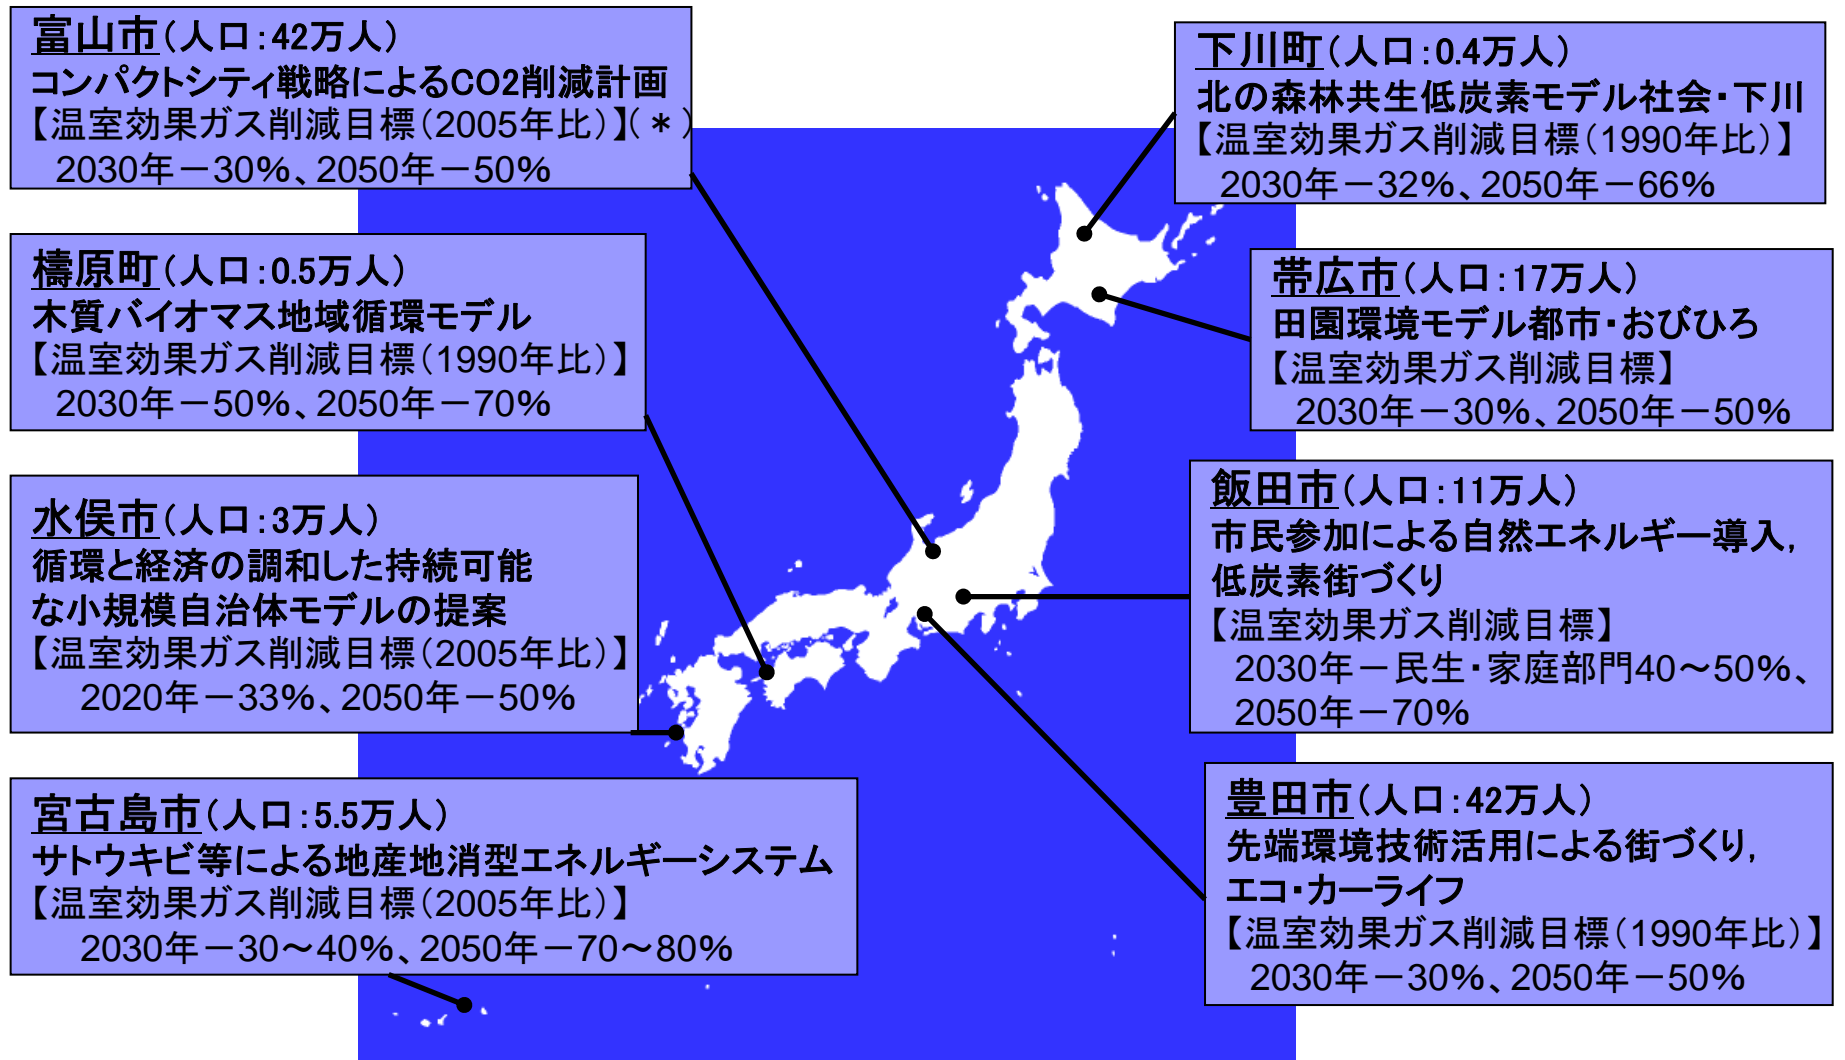 富山市(人口:42万人)
コンパクトシティ戦略によるCO2削減計画
【温室効果ガス削減目標(2005年比)】(*)
2030年-30%、2050年-50%
檮原町(人口:0.5万人)
木質バイオマス地域循環モデル
【温室効果ガス削減目標(1990年比)】
2030年-50%、2050年-70%
水俣市(人口:3万人)
循環と経済の調和した持続可能
な小規模自治体モデルの提案
【温室効果ガス削減目標(2005年比)】
2020年-33%、2050年-50%
宮古島市(人口:5.5万人)
サトウキビ等による地産地消型エネルギーシステム
【温室効果ガス削減目標(2005年比)】
2030年-30~40%、2050年-70~80%
下川町(人口:0.4万人)
北の森林共生低炭素モデル社会・下川
【温室効果ガス削減目標(1990年比)】
2030年-32%、2050年-66%
帯広市(人口:17万人)
田園環境モデル都市・おびひろ
【温室効果ガス削減目標】
2030年-30%、2050年-50%
飯田市(人口:11万人)
市民参加による自然エネルギー導入,
低炭素街づくり
【温室効果ガス削減目標】
2030年-民生・家庭部門40~50%、
2050年-70%
豊田市(人口:42万人)
先端環境技術活用による街づくり,
エコ・カーライフ
【温室効果ガス削減目標(1990年比)】
2030年-30%、2050年-50%